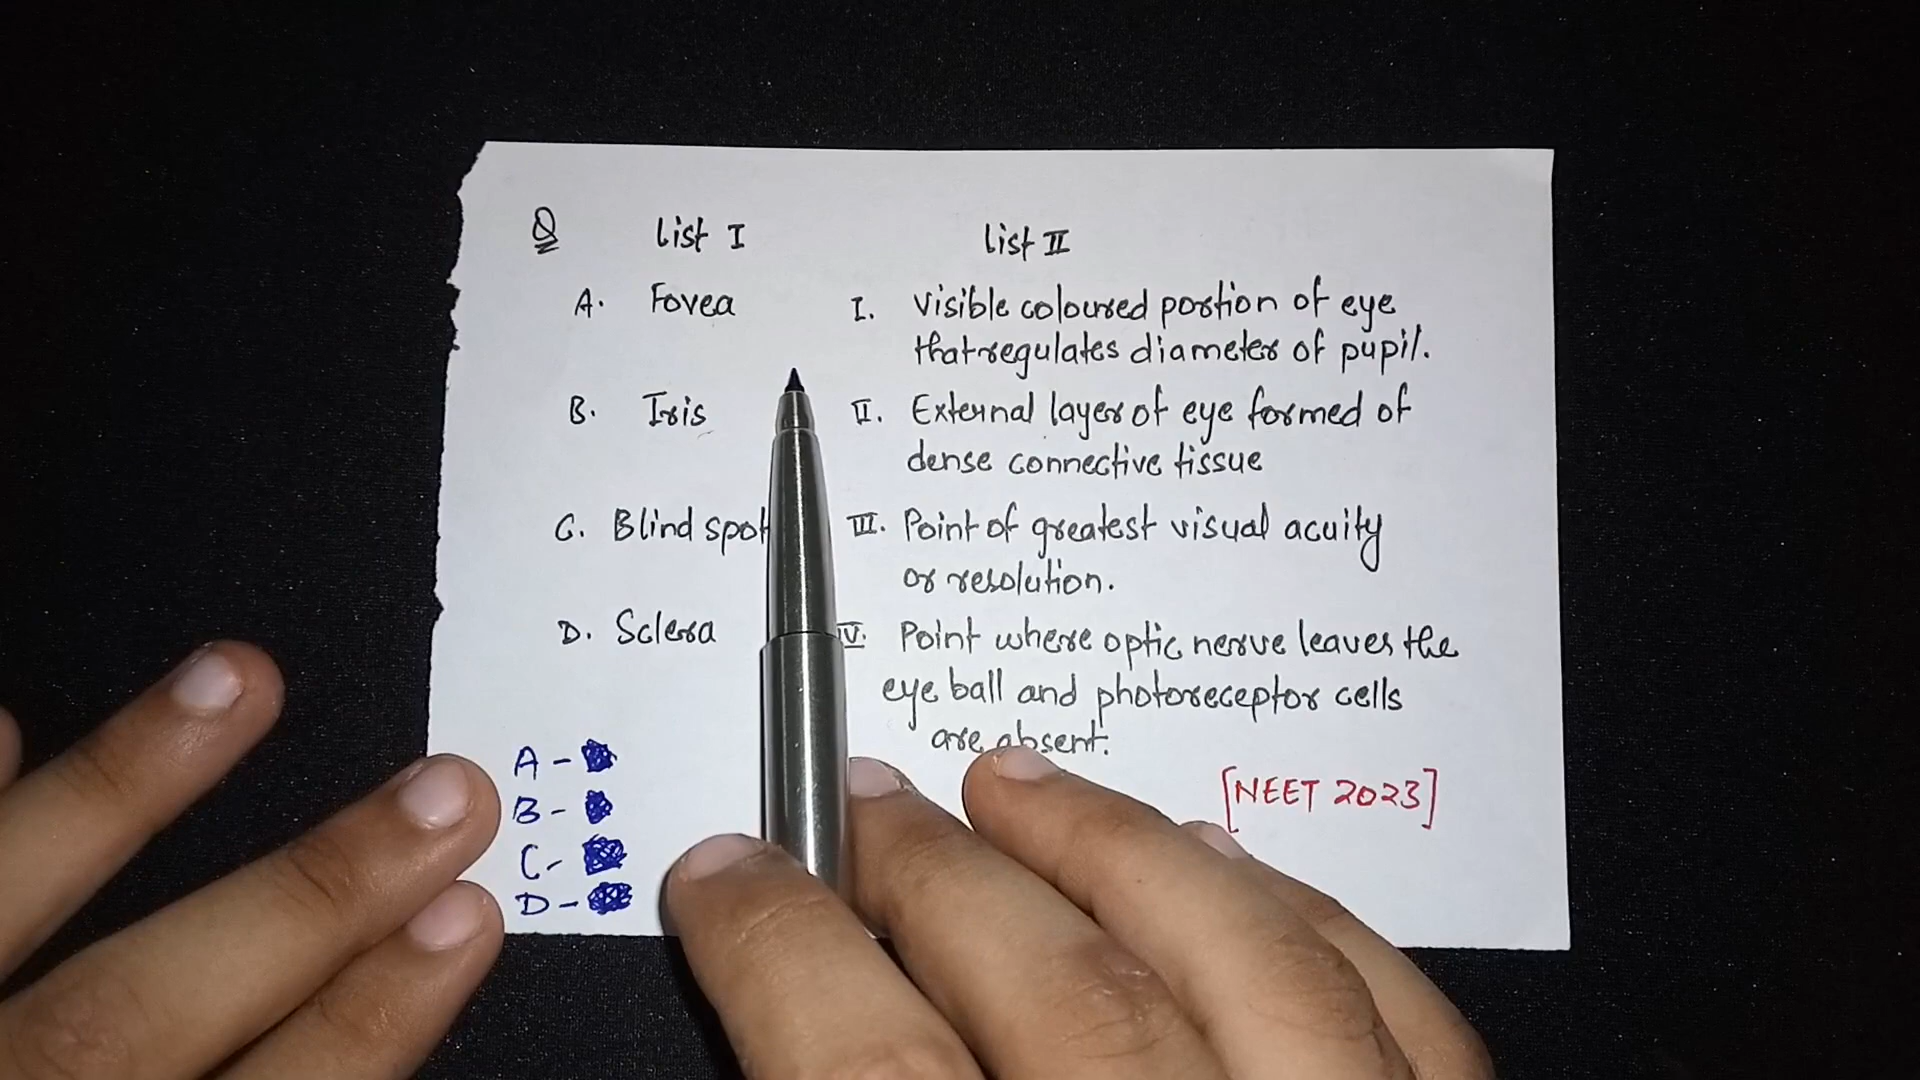 Q List I List II
A. Fovea I. Visible coloured portion of eye
that regulates diameter of pupil.
B. Iris II. External layer of eye formed of
dense connective tissue
C. Blind spot III. Point of greatest visual acuity
or resolution.
D. Sclera IV. Point where optic nerve leaves the
eye ball and photoreceptor cells
are absent.
A -
B -
C -
D -
[NEET 2023]